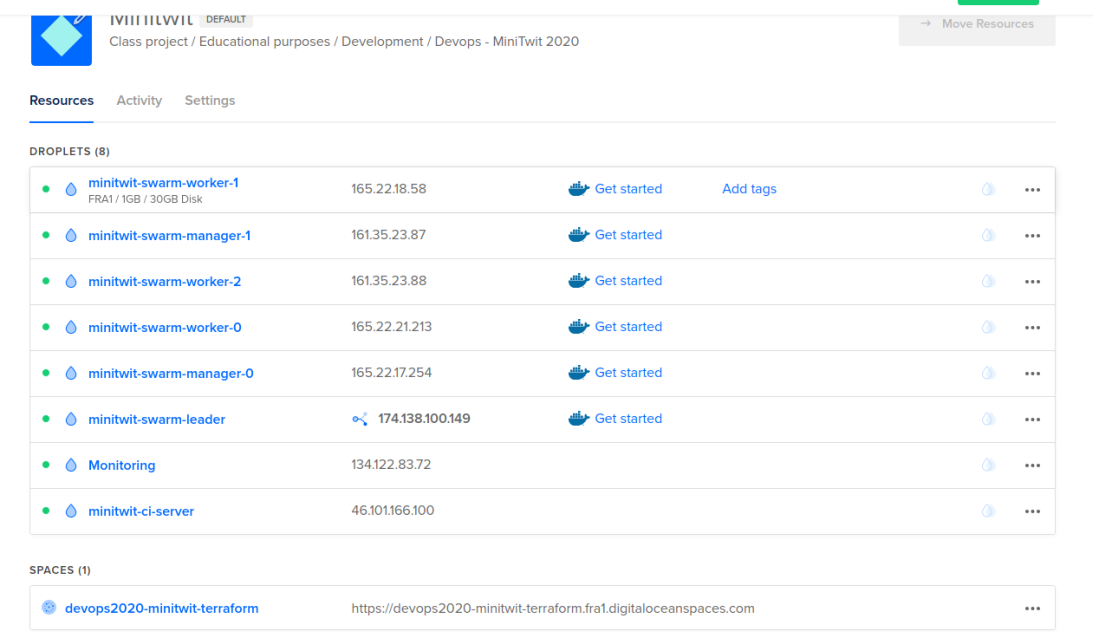 Minitwit DEFAULT
Class project / Educational purposes / Development / Devops - MiniTwit 2020
→ Move Resources
Resources Activity Settings
DROPLETS (8)
minitwit-swarm-worker-1 165.22.18.58 Get started Add tags
FRA1 / 1GB / 30GB Disk
minitwit-swarm-manager-1 161.35.23.87 Get started
minitwit-swarm-worker-2 161.35.23.88 Get started
minitwit-swarm-worker-0 165.22.21.213 Get started
minitwit-swarm-manager-0 165.22.17.254 Get started
minitwit-swarm-leader 174.138.100.149 Get started
Monitoring 134.122.83.72
minitwit-ci-server 46.101.166.100
SPACES (1)
devops2020-minitwit-terraform https://devops2020-minitwit-terraform.fra1.digitaloceanspaces.com